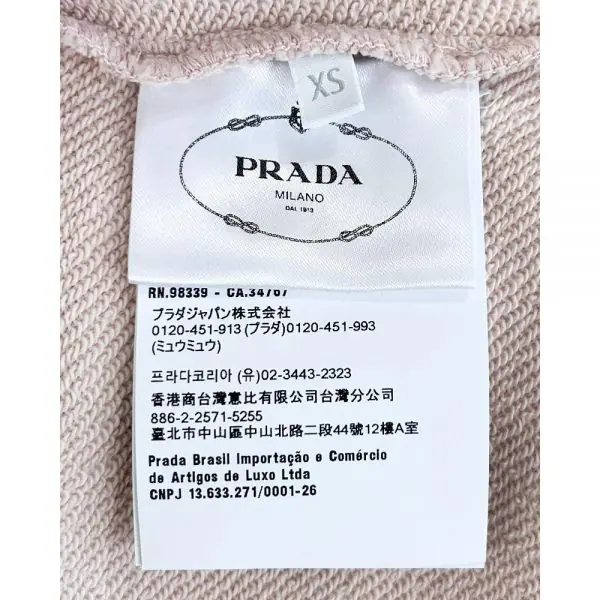 XS
PRADA
MILANO
DAL 1913
RN.98339 - CA.34767
プラダジャパン株式会社
0120-451-913 (プラダ)0120-451-993
(ミュウミュウ)
프라다코리아 (유)02-3443-2323
香港商台灣意比有限公司台灣分公司
886-2-2571-5255
臺北市中山區中山北路二段44號12樓A室
Prada Brasil Importação e Comércio
de Artigos de Luxo Ltda
CNPJ 13.633.271/0001-26